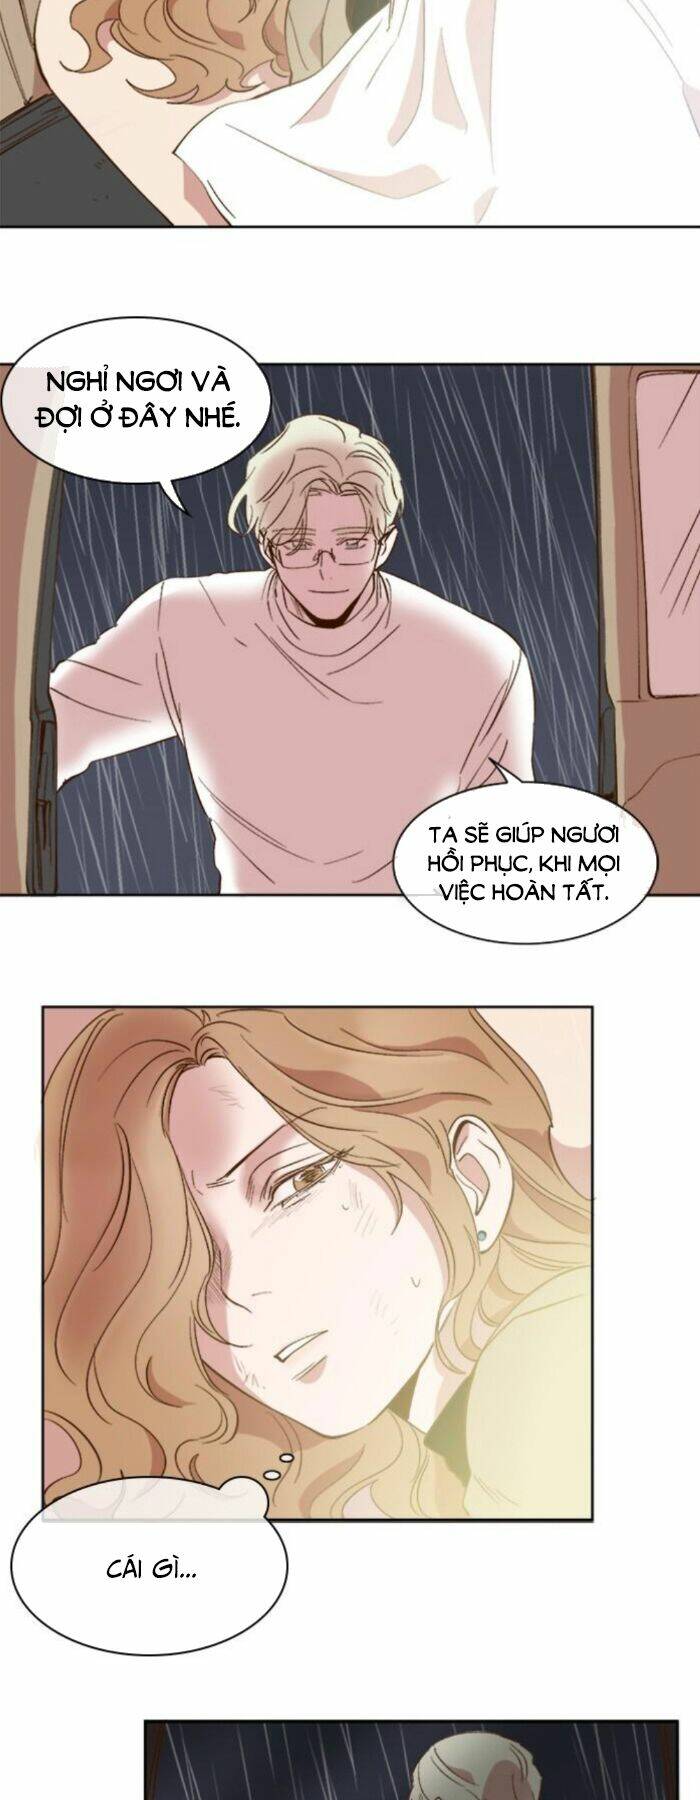 NGHỈ NGƠI VÀ
ĐỢI Ở ĐÂY NHÉ.
TA SẼ GIÚP NGƯƠI
HỒI PHỤC, KHI MỌI
VIỆC HOÀN TẤT.
CÁI GÌ...